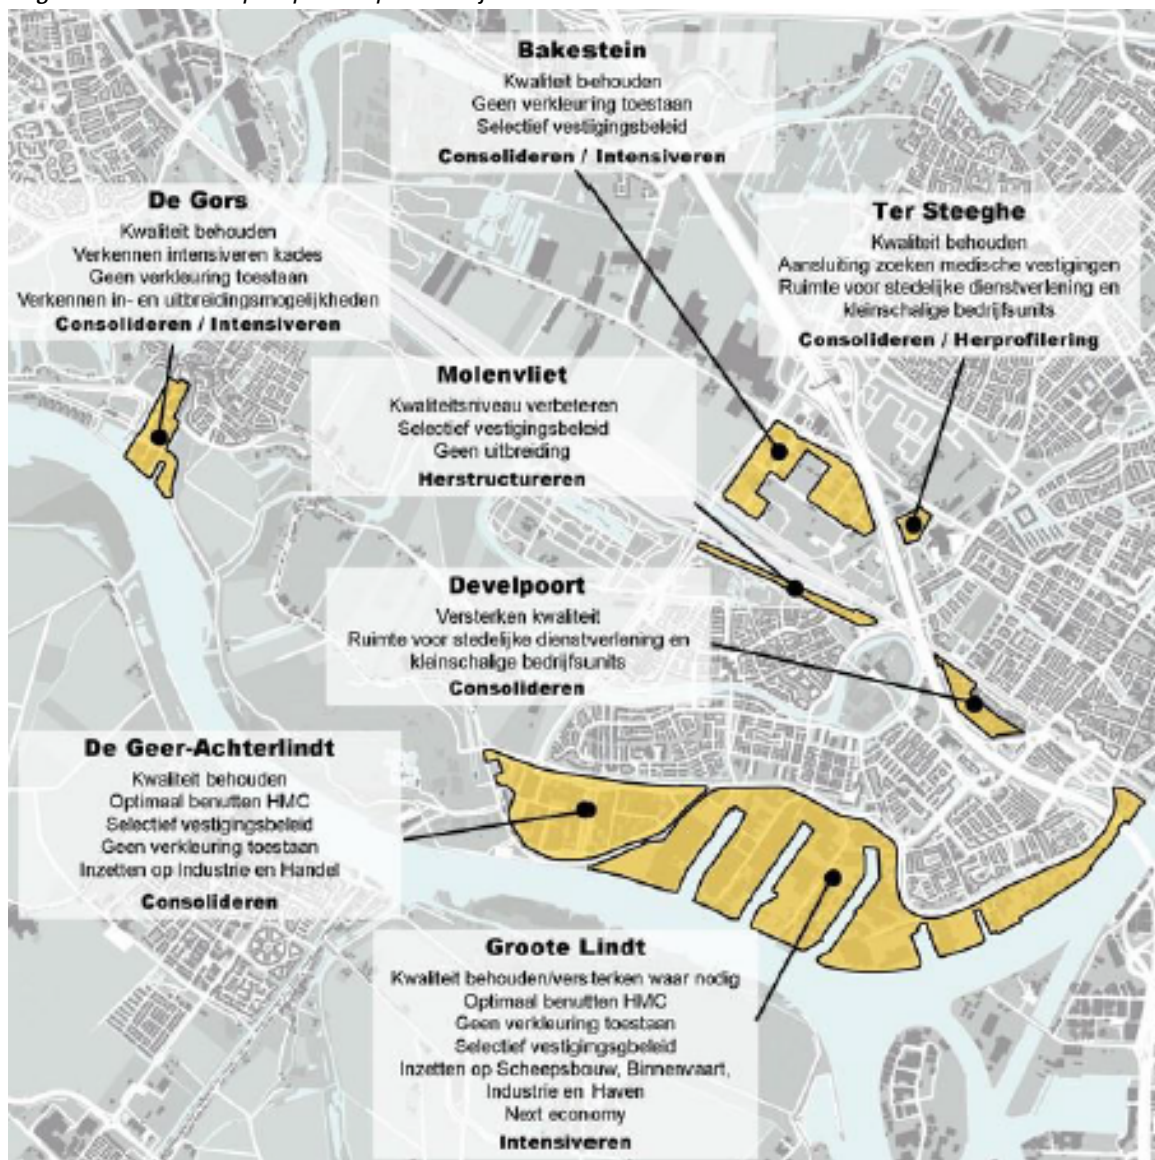 Bakestein
Kwaliteit behouden
Geen verkleuring toestaan
Selectief vestigingsbeleid
Consolideren / Intensiveren
De Gors
Kwaliteit behouden
Verkennen intensiveren kades
Geen verkleuring toestaan
Verkennen in- en uitbreidingsmogelijkheden
Consolideren / Intensiveren
Ter Steeghe
Kwaliteit behouden
Aansluiting zoeken medische vestigingen
Ruimte voor stedelijke dienstverlening en
kleinschalige bedrijfsunits
Consolideren / Herprofilering
Molenvliet
Kwaliteitsniveau verbeteren
Selectief vestigingsbeleid
Geen uitbreiding
Herstructureren
Develpoort
Versterken kwaliteit
Ruimte voor stedelijke dienstverlening en
kleinschalige bedrijfsunits
Consolideren
De Geer-Achterlindt
Kwaliteit behouden
Optimaal benutten HMC
Selectief vestigingsbeleid
Geen verkleuring toestaan
Inzetten op Industrie en Handel
Consolideren
Groote Lindt
Kwaliteit behouden/versterken waar nodig
Optimaal benutten HMC
Geen verkleuring toestaan
Selectief vestigingsgbeleid
Inzetten op Scheepsbouw, Binnenvaart,
Industrie en Haven
Next economy
Intensiveren